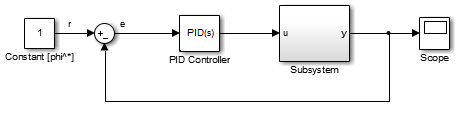 r
e
1
+
-
PID(s)
u
y
Constant [phi^*]
PID Controller
Subsystem
Scope